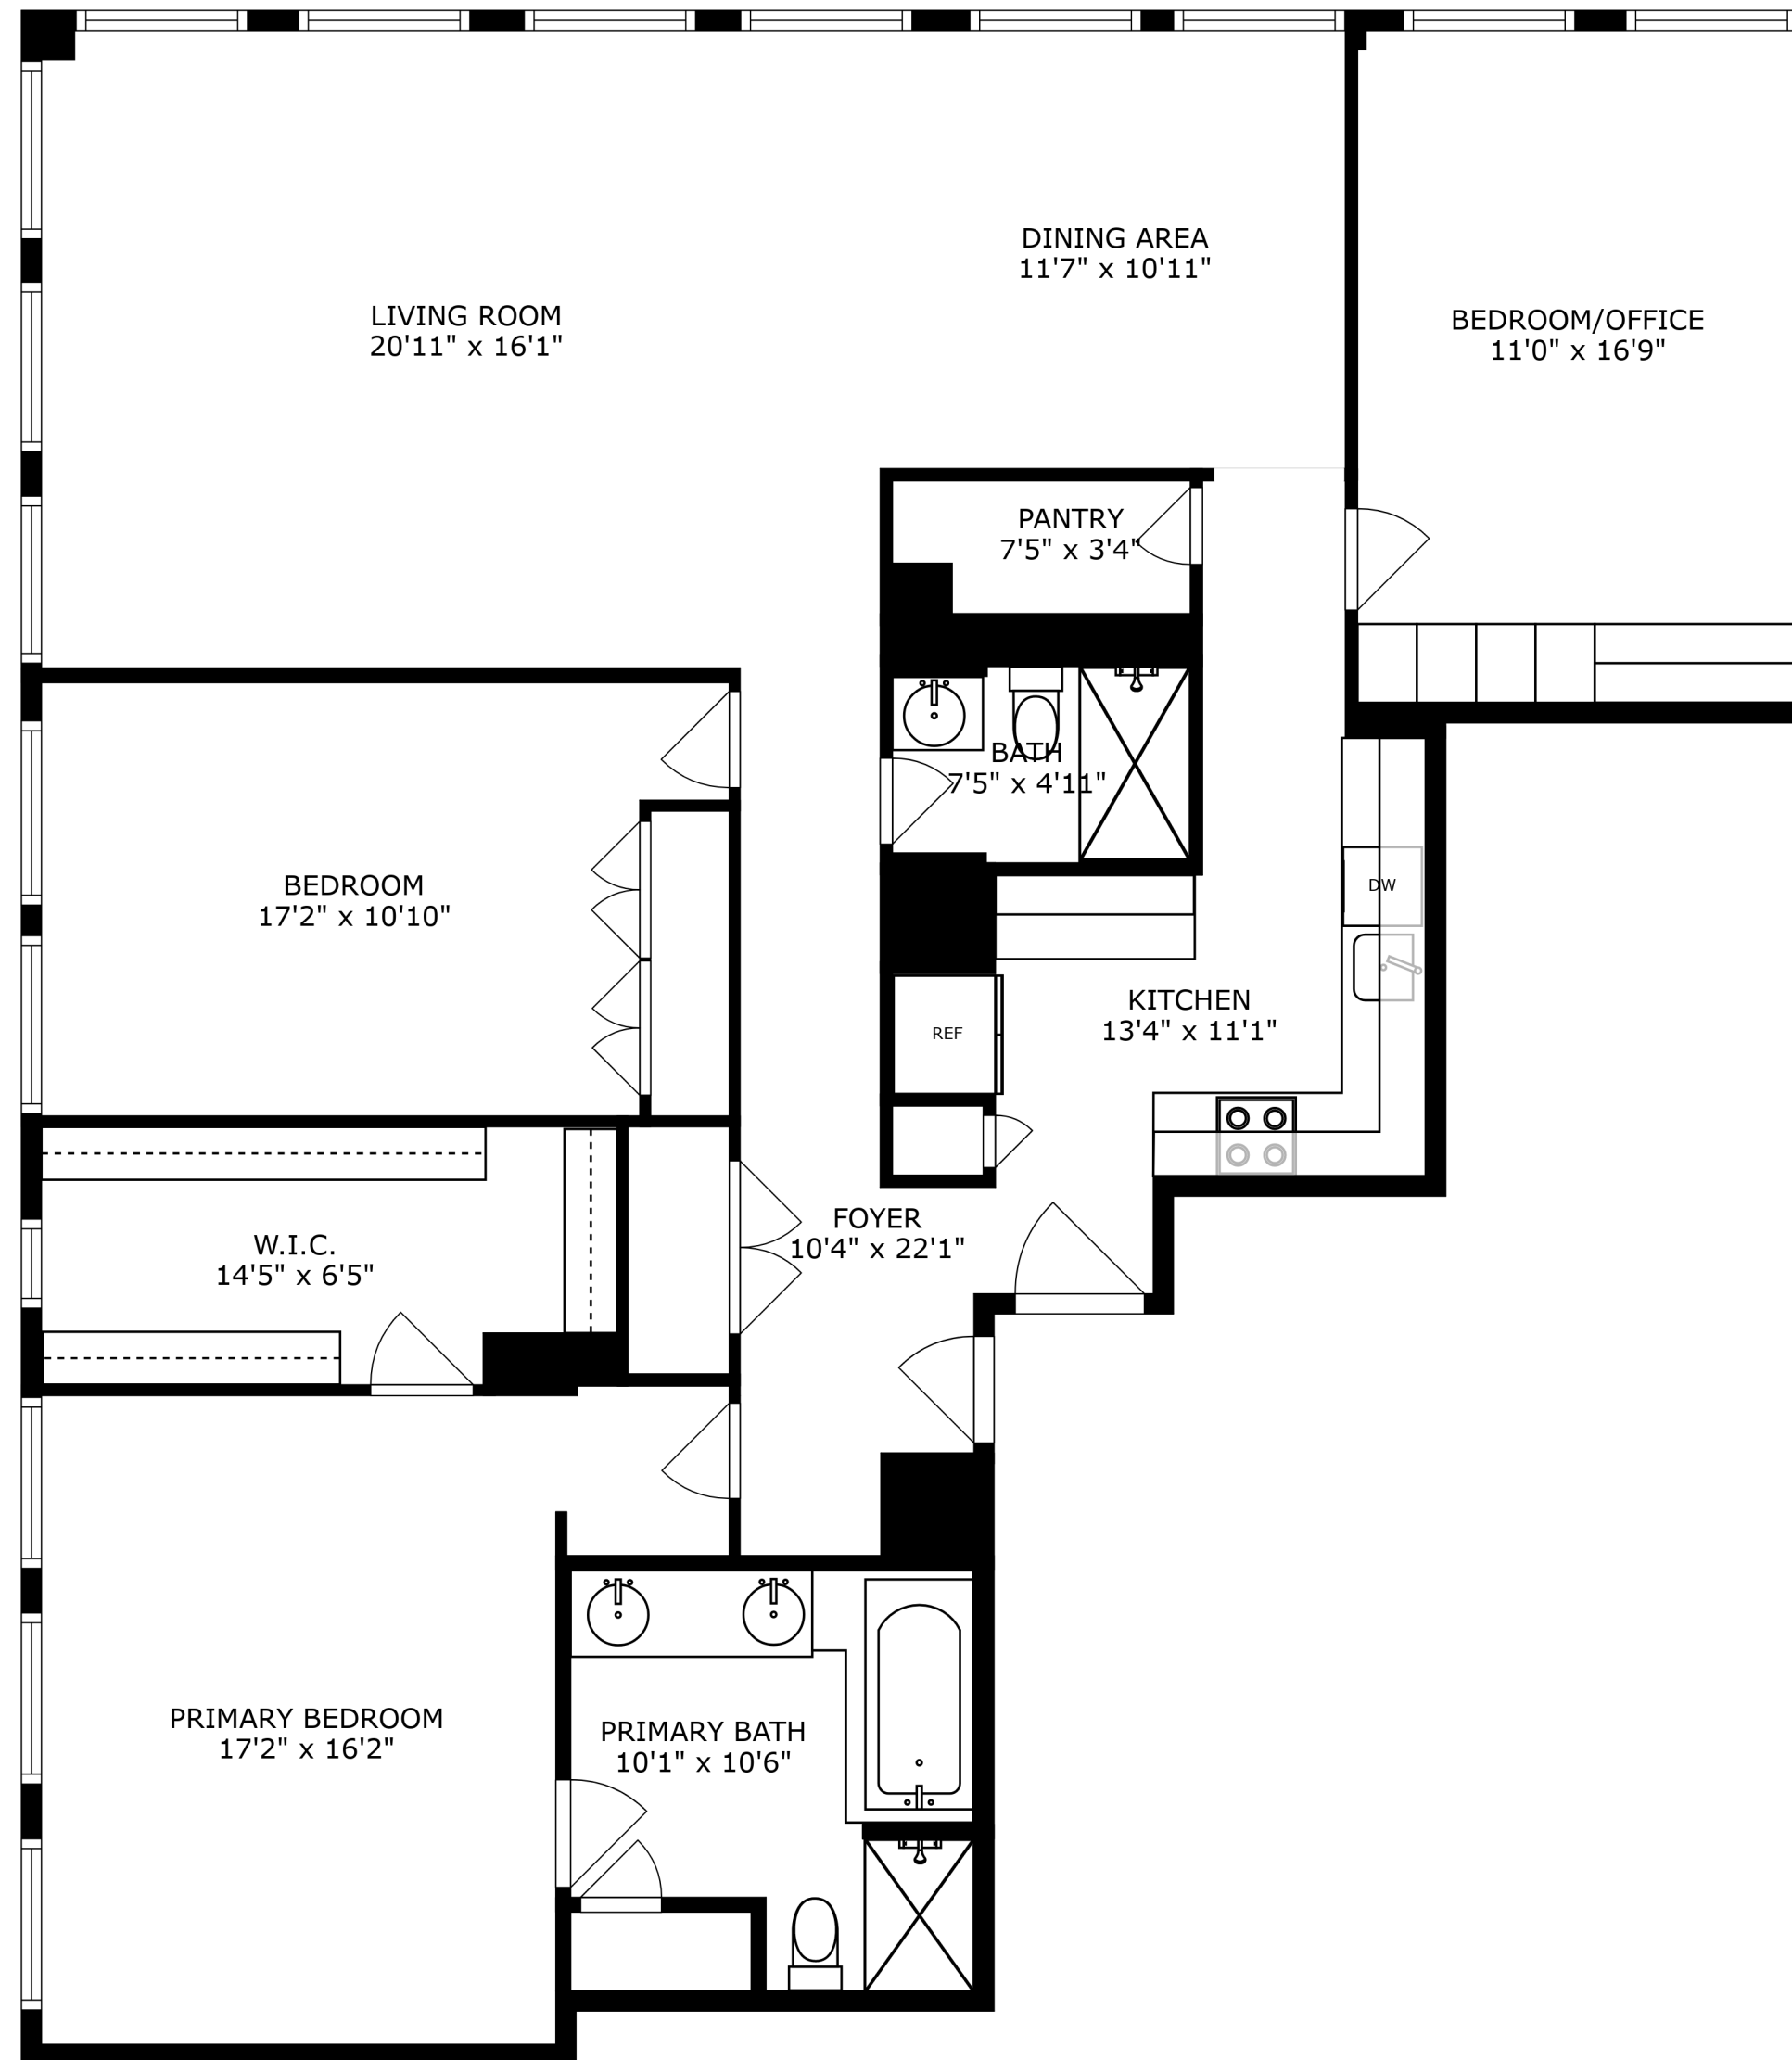 DINING AREA
11'7" x 10'11"
LIVING ROOM
20'11" x 16'1"
BEDROOM/OFFICE
11'0" x 16'9"
PANTRY
7'5" x 3'4"
BATH
7'5" x 4'11"
BEDROOM
17'2" x 10'10"
DW
KITCHEN
13'4" x 11'1"
REF
FOYER
10'4" x 22'1"
W.I.C.
14'5" x 6'5"
PRIMARY BEDROOM
17'2" x 16'2"
PRIMARY BATH
10'1" x 10'6"